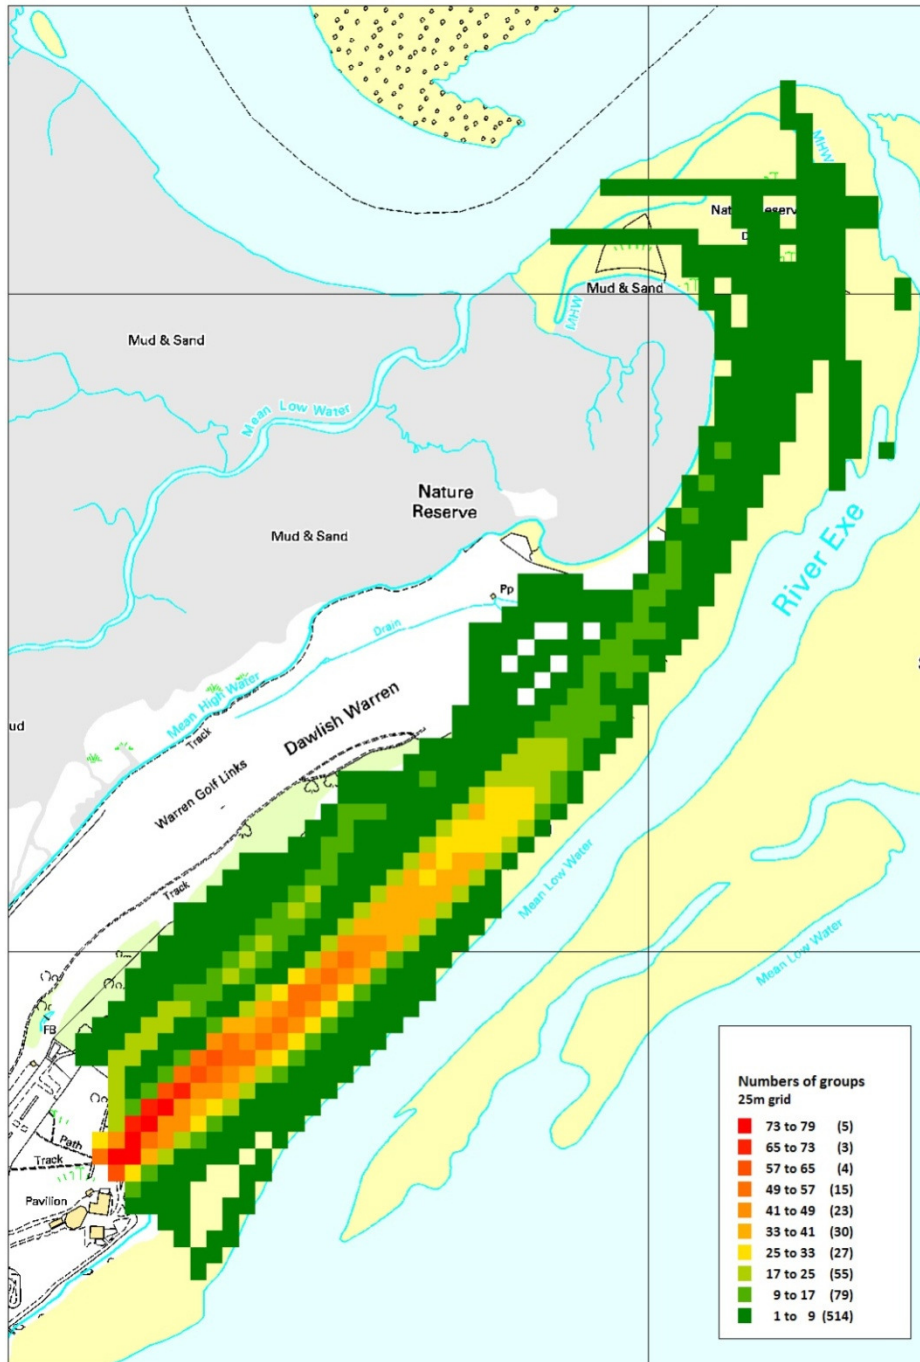 MHW
Nature Reserve
Mud & Sand
MHW
Mud & Sand
Mean Low Water
Nature
Reserve
Mud & Sand
River Exe
Pp
Drain
Mean High Water
ud
Track
Dawlish Warren
Warren Golf Links
Track
Mean Low Water
Mean Low Water
FB
Path
Track
Pavilion
Numbers of groups
25m grid
73 to 79 (5)
65 to 73 (3)
57 to 65 (4)
49 to 57 (15)
41 to 49 (23)
33 to 41 (30)
25 to 33 (27)
17 to 25 (55)
9 to 17 (79)
1 to 9 (514)